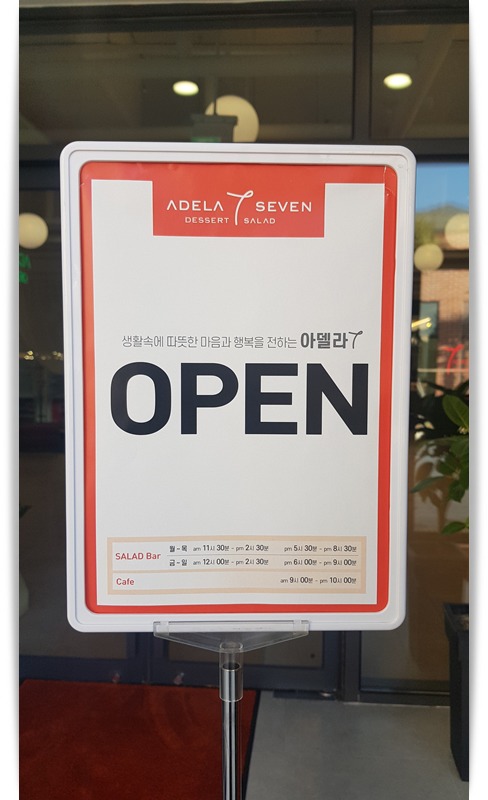 ADELA 7 SEVEN
DESSERT SALAD
생활속에 따뜻한 마음과 행복을 전하는 아델라7
OPEN
SALAD Bar
월~목 am 11시 30분 ~ pm 2시 30분 pm 5시 30분 ~ pm 8시 30분
금~일 am 12시 00분 ~ pm 2시 30분 pm 6시 00분 ~ pm 9시 00분
Cafe am 9시 00분 ~ pm 10시 00분